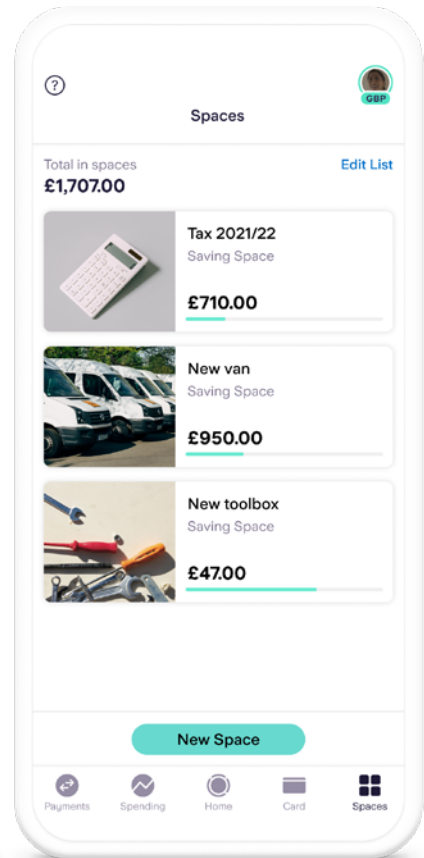 ?
GBP
Spaces
Total in spaces
Edit List
£1,707.00
Tax 2021/22
Saving Space
£710.00
New van
Saving Space
£950.00
New toolbox
Saving Space
£47.00
New Space
Payments Spending Home Card Spaces